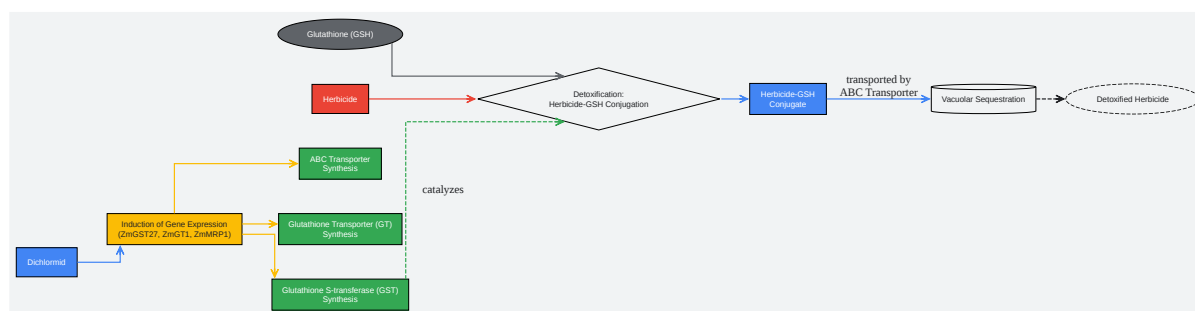 Glutathione (GSH)
Herbicide
Detoxification:
Herbicide-GSH Conjugation
Herbicide-GSH
Conjugate
transported by
ABC Transporter
Vacuolar Sequestration
Detoxified Herbicide
ABC Transporter
Synthesis
catalyzes
Induction of Gene Expression
(ZmGST27, ZmGT1, ZmMRP1)
Glutathione Transporter (GT)
Synthesis
Dichlormid
Glutathione S-transferase (GST)
Synthesis